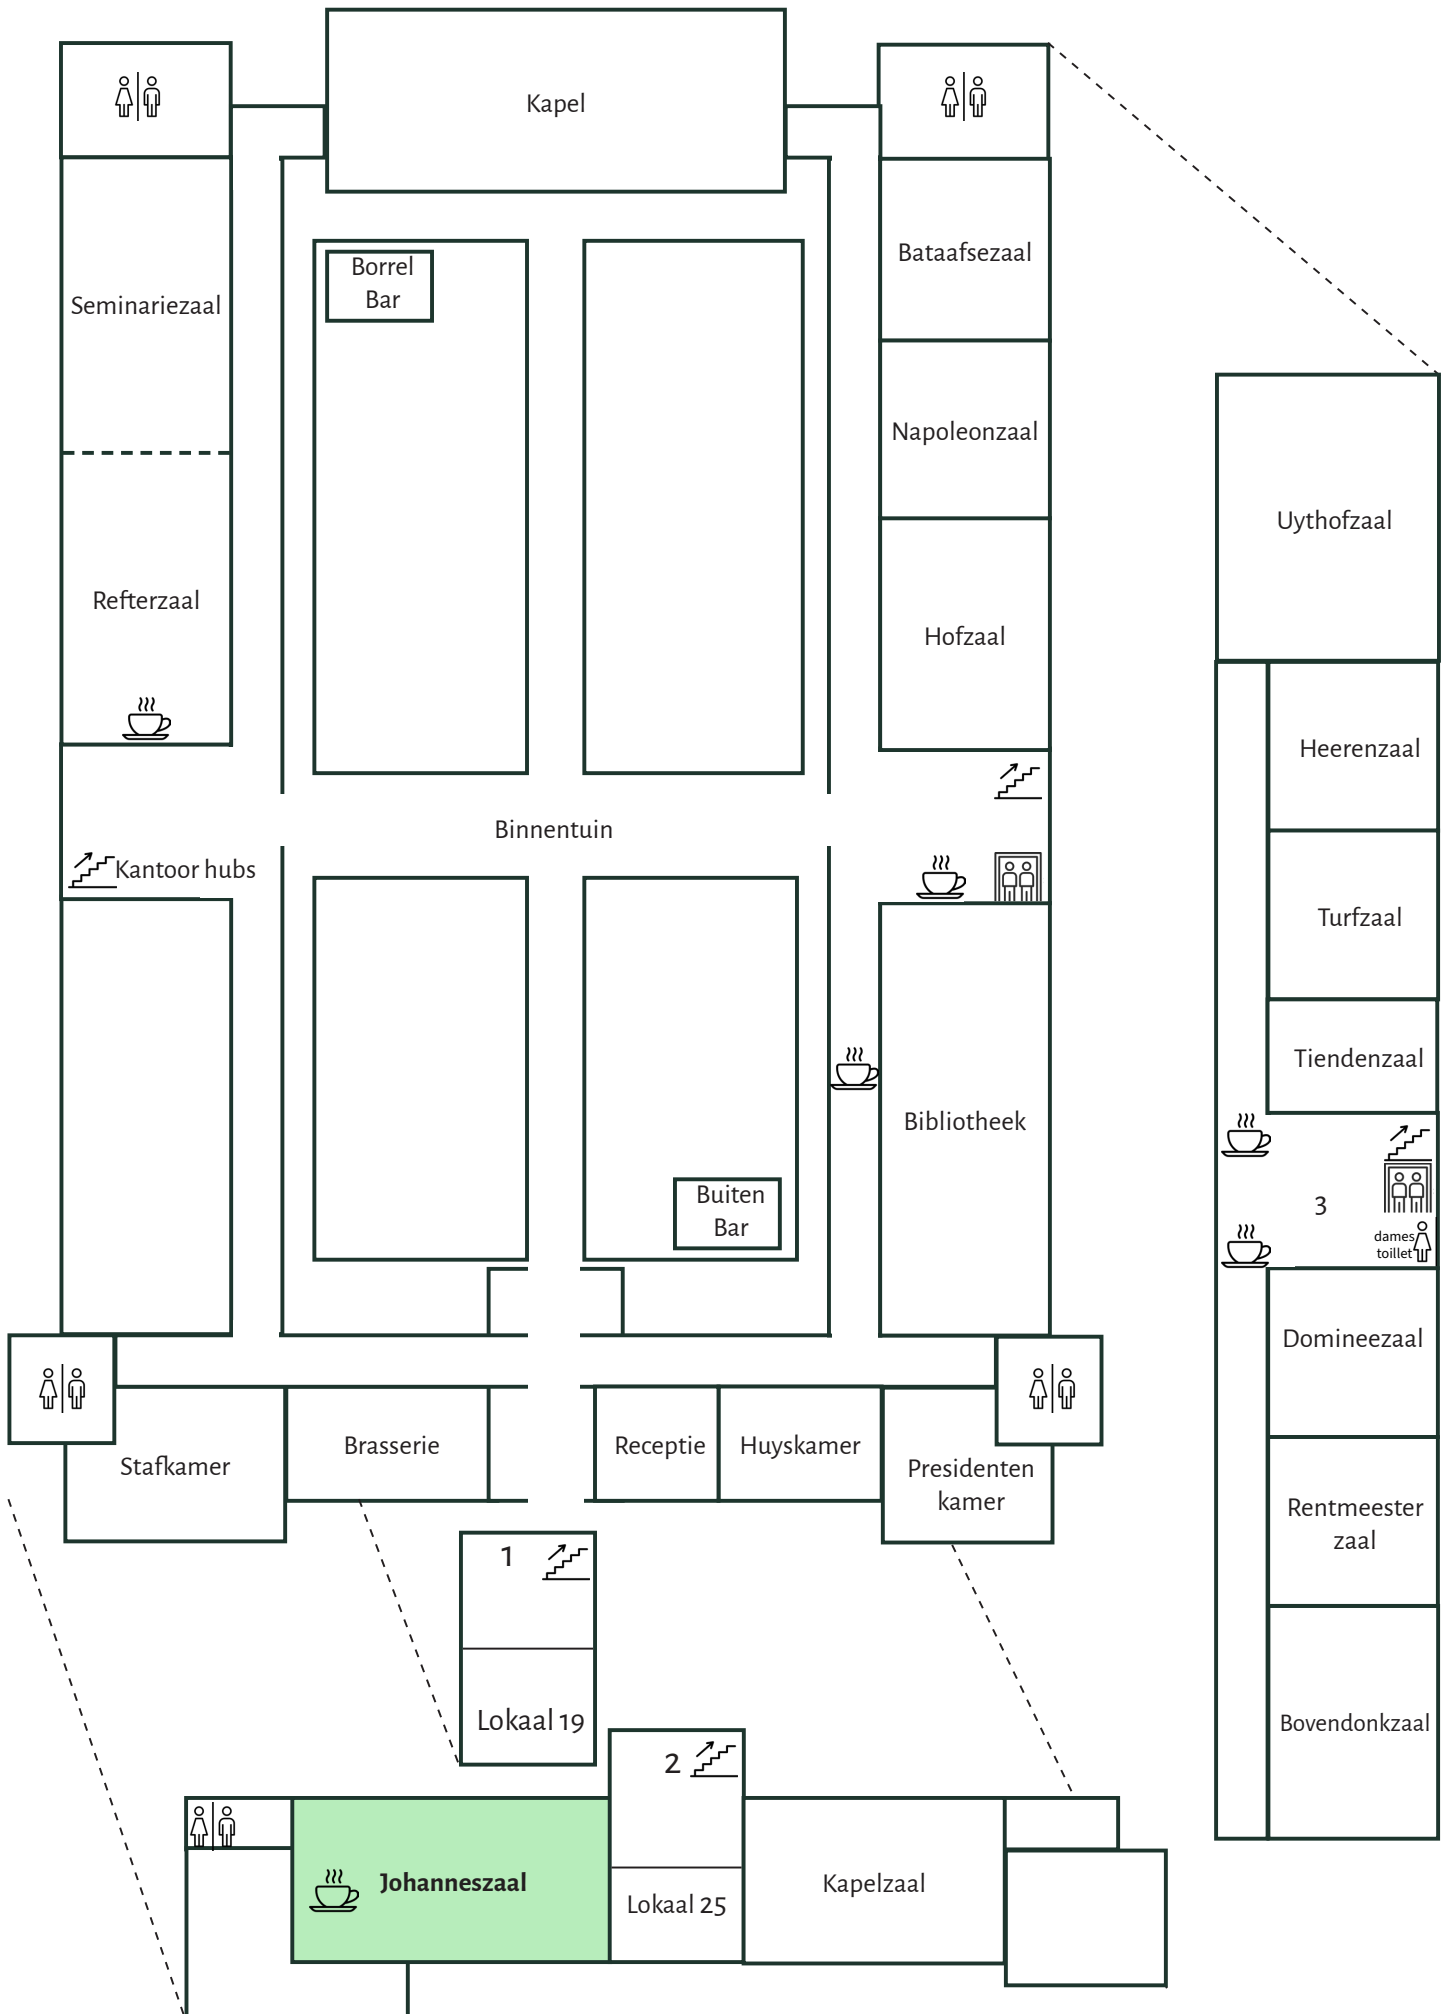 Kapel
Borrel
Bar
Bataafsezaal
Seminariezaal
Napoleonzaal
Uythofzaal
Refterzaal
Hofzaal
Heerenzaal
Binnentuin
Kantoor hubs
Turfzaal
Tiendenzaal
Bibliotheek
Buiten
Bar
3
dames
toillet
Domineezaal
Stafkamer
Brasserie
Receptie
Huyskamer
Presidenten
kamer
Rentmeester
zaal
1
Lokaal 19
Bovendonkzaal
2
Johanneszaal
Lokaal 25
Kapelzaal